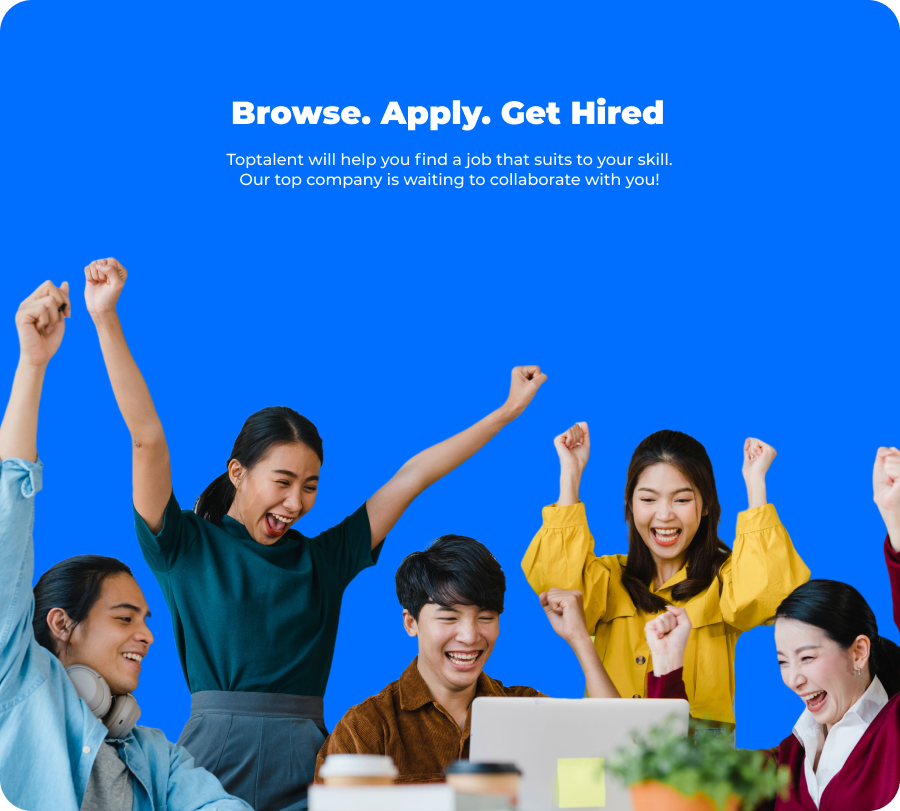 Browse. Apply. Get Hired
Toptalent will help you find a job that suits to your skill.
Our top company is waiting to collaborate with you!